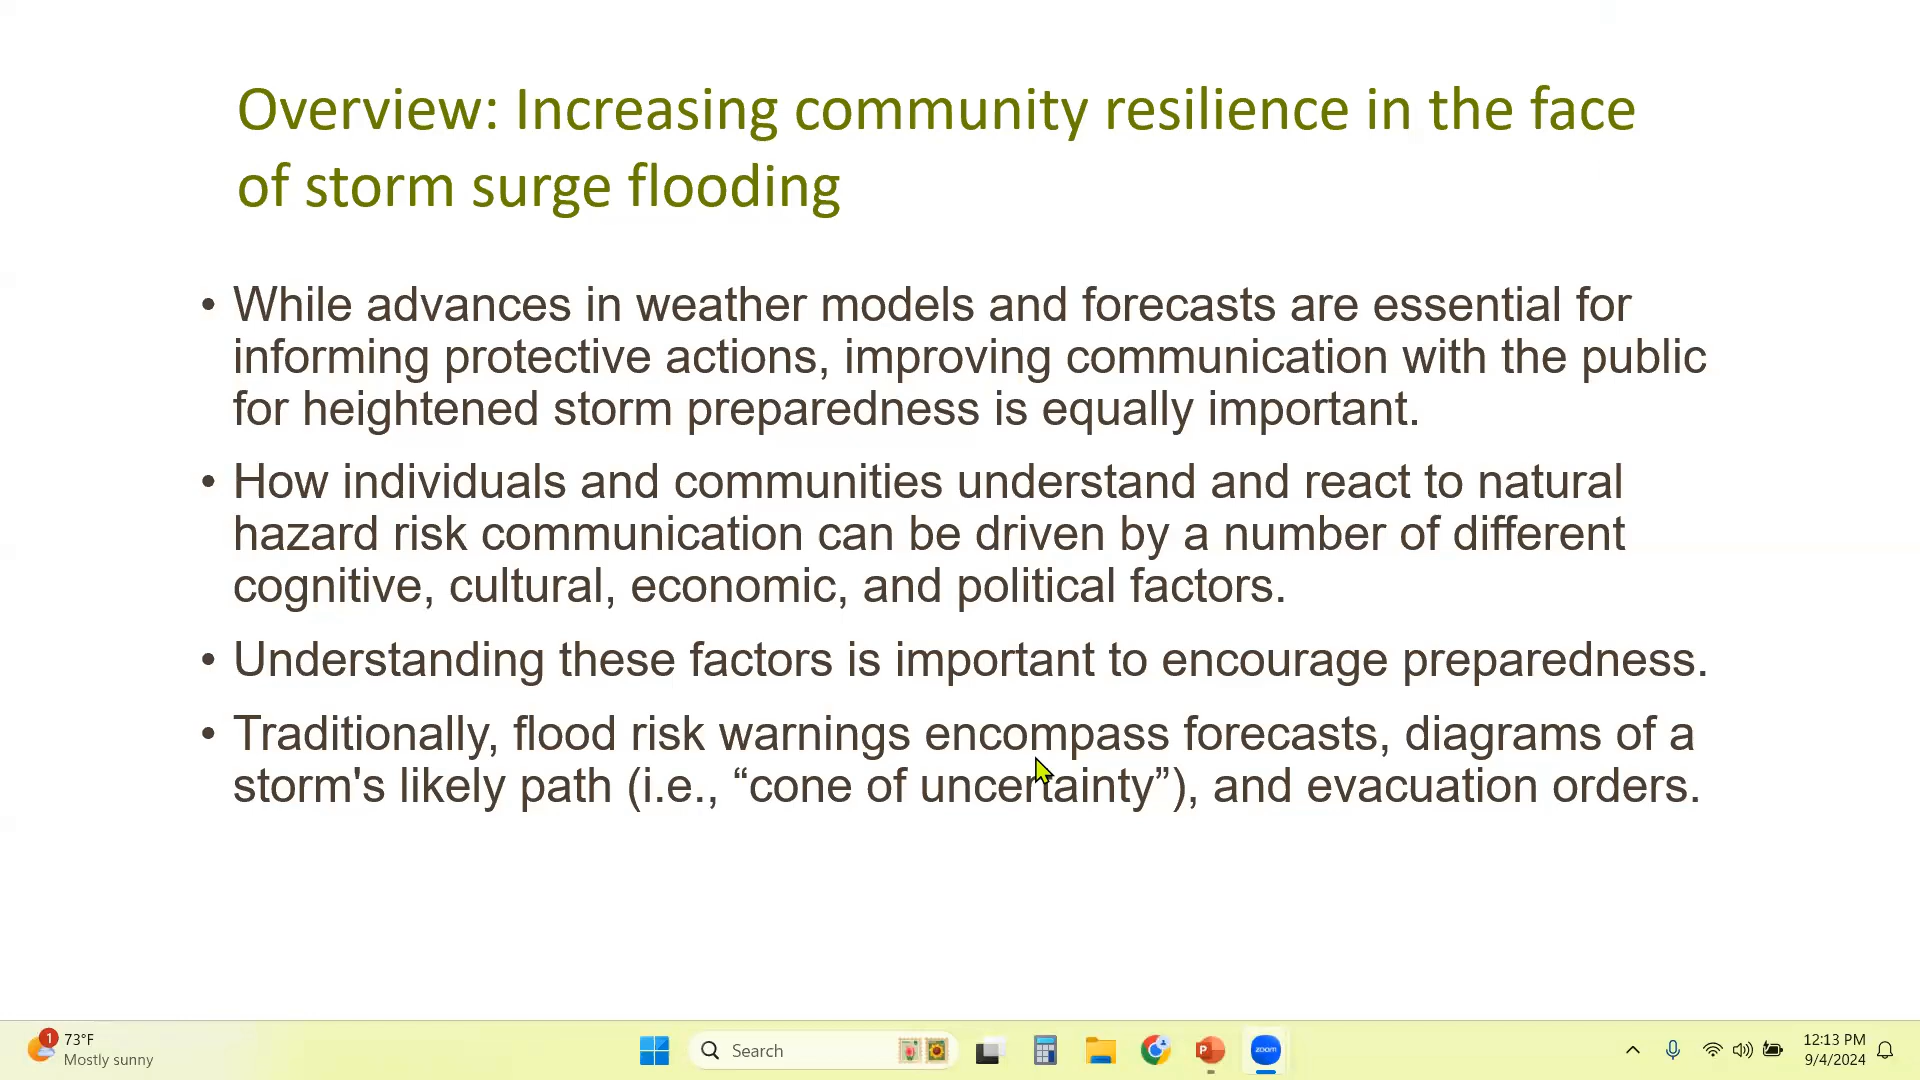 Overview: Increasing community resilience in the face
of storm surge flooding
• While advances in weather models and forecasts are essential for
informing protective actions, improving communication with the public
for heightened storm preparedness is equally important.
• How individuals and communities understand and react to natural
hazard risk communication can be driven by a number of different
cognitive, cultural, economic, and political factors.
• Understanding these factors is important to encourage preparedness.
• Traditionally, flood risk warnings encompass forecasts, diagrams of a
storm's likely path (i.e., “cone of uncertainty”), and evacuation orders.
1
73°F
Mostly sunny
Search
P
zoom
12:13 PM
9/4/2024